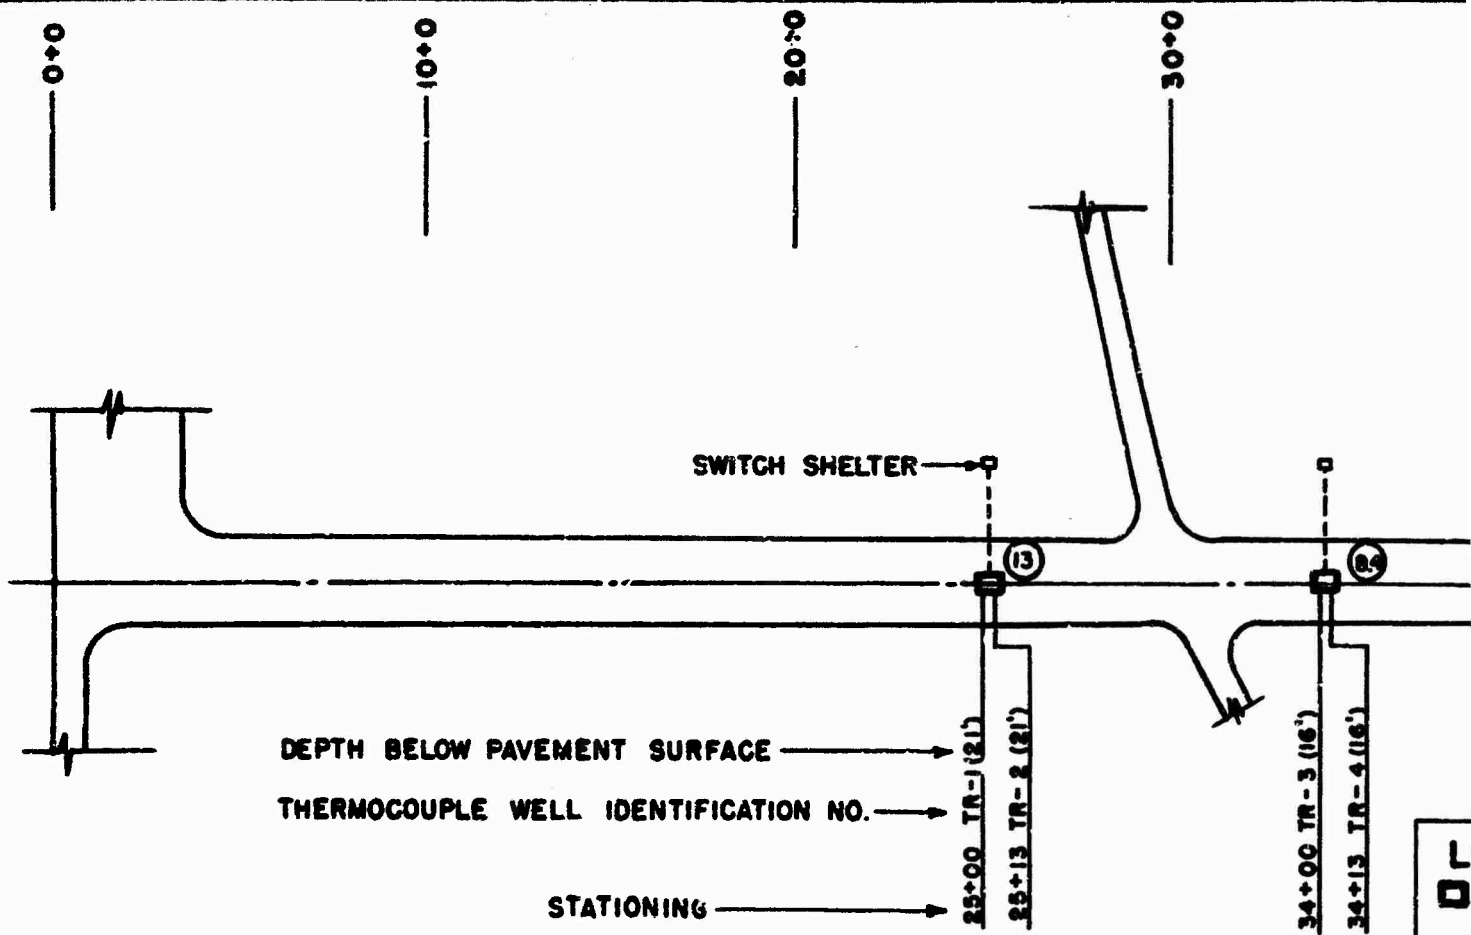 0+0
10+0
20+0
30+0
SWITCH SHELTER
13
8.4
DEPTH BELOW PAVEMENT SURFACE
THERMOCOUPLE WELL IDENTIFICATION NO.
STATIONING
25+00 TR-1 (21')
25+13 TR-2 (21')
34+00 TR-3 (16')
34+13 TR-4 (16')